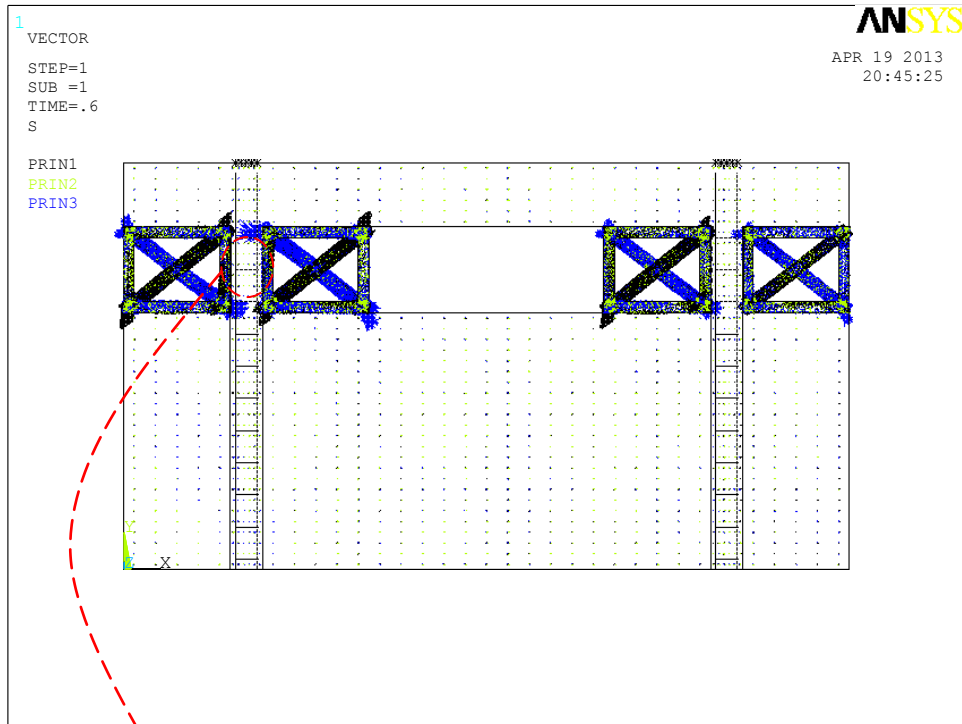 1
VECTOR
STEP=1
SUB =1
TIME=.6
S
PRIN1
PRIN2
PRIN3
ANSYS
APR 19 2013
20:45:25
Y
Z
X